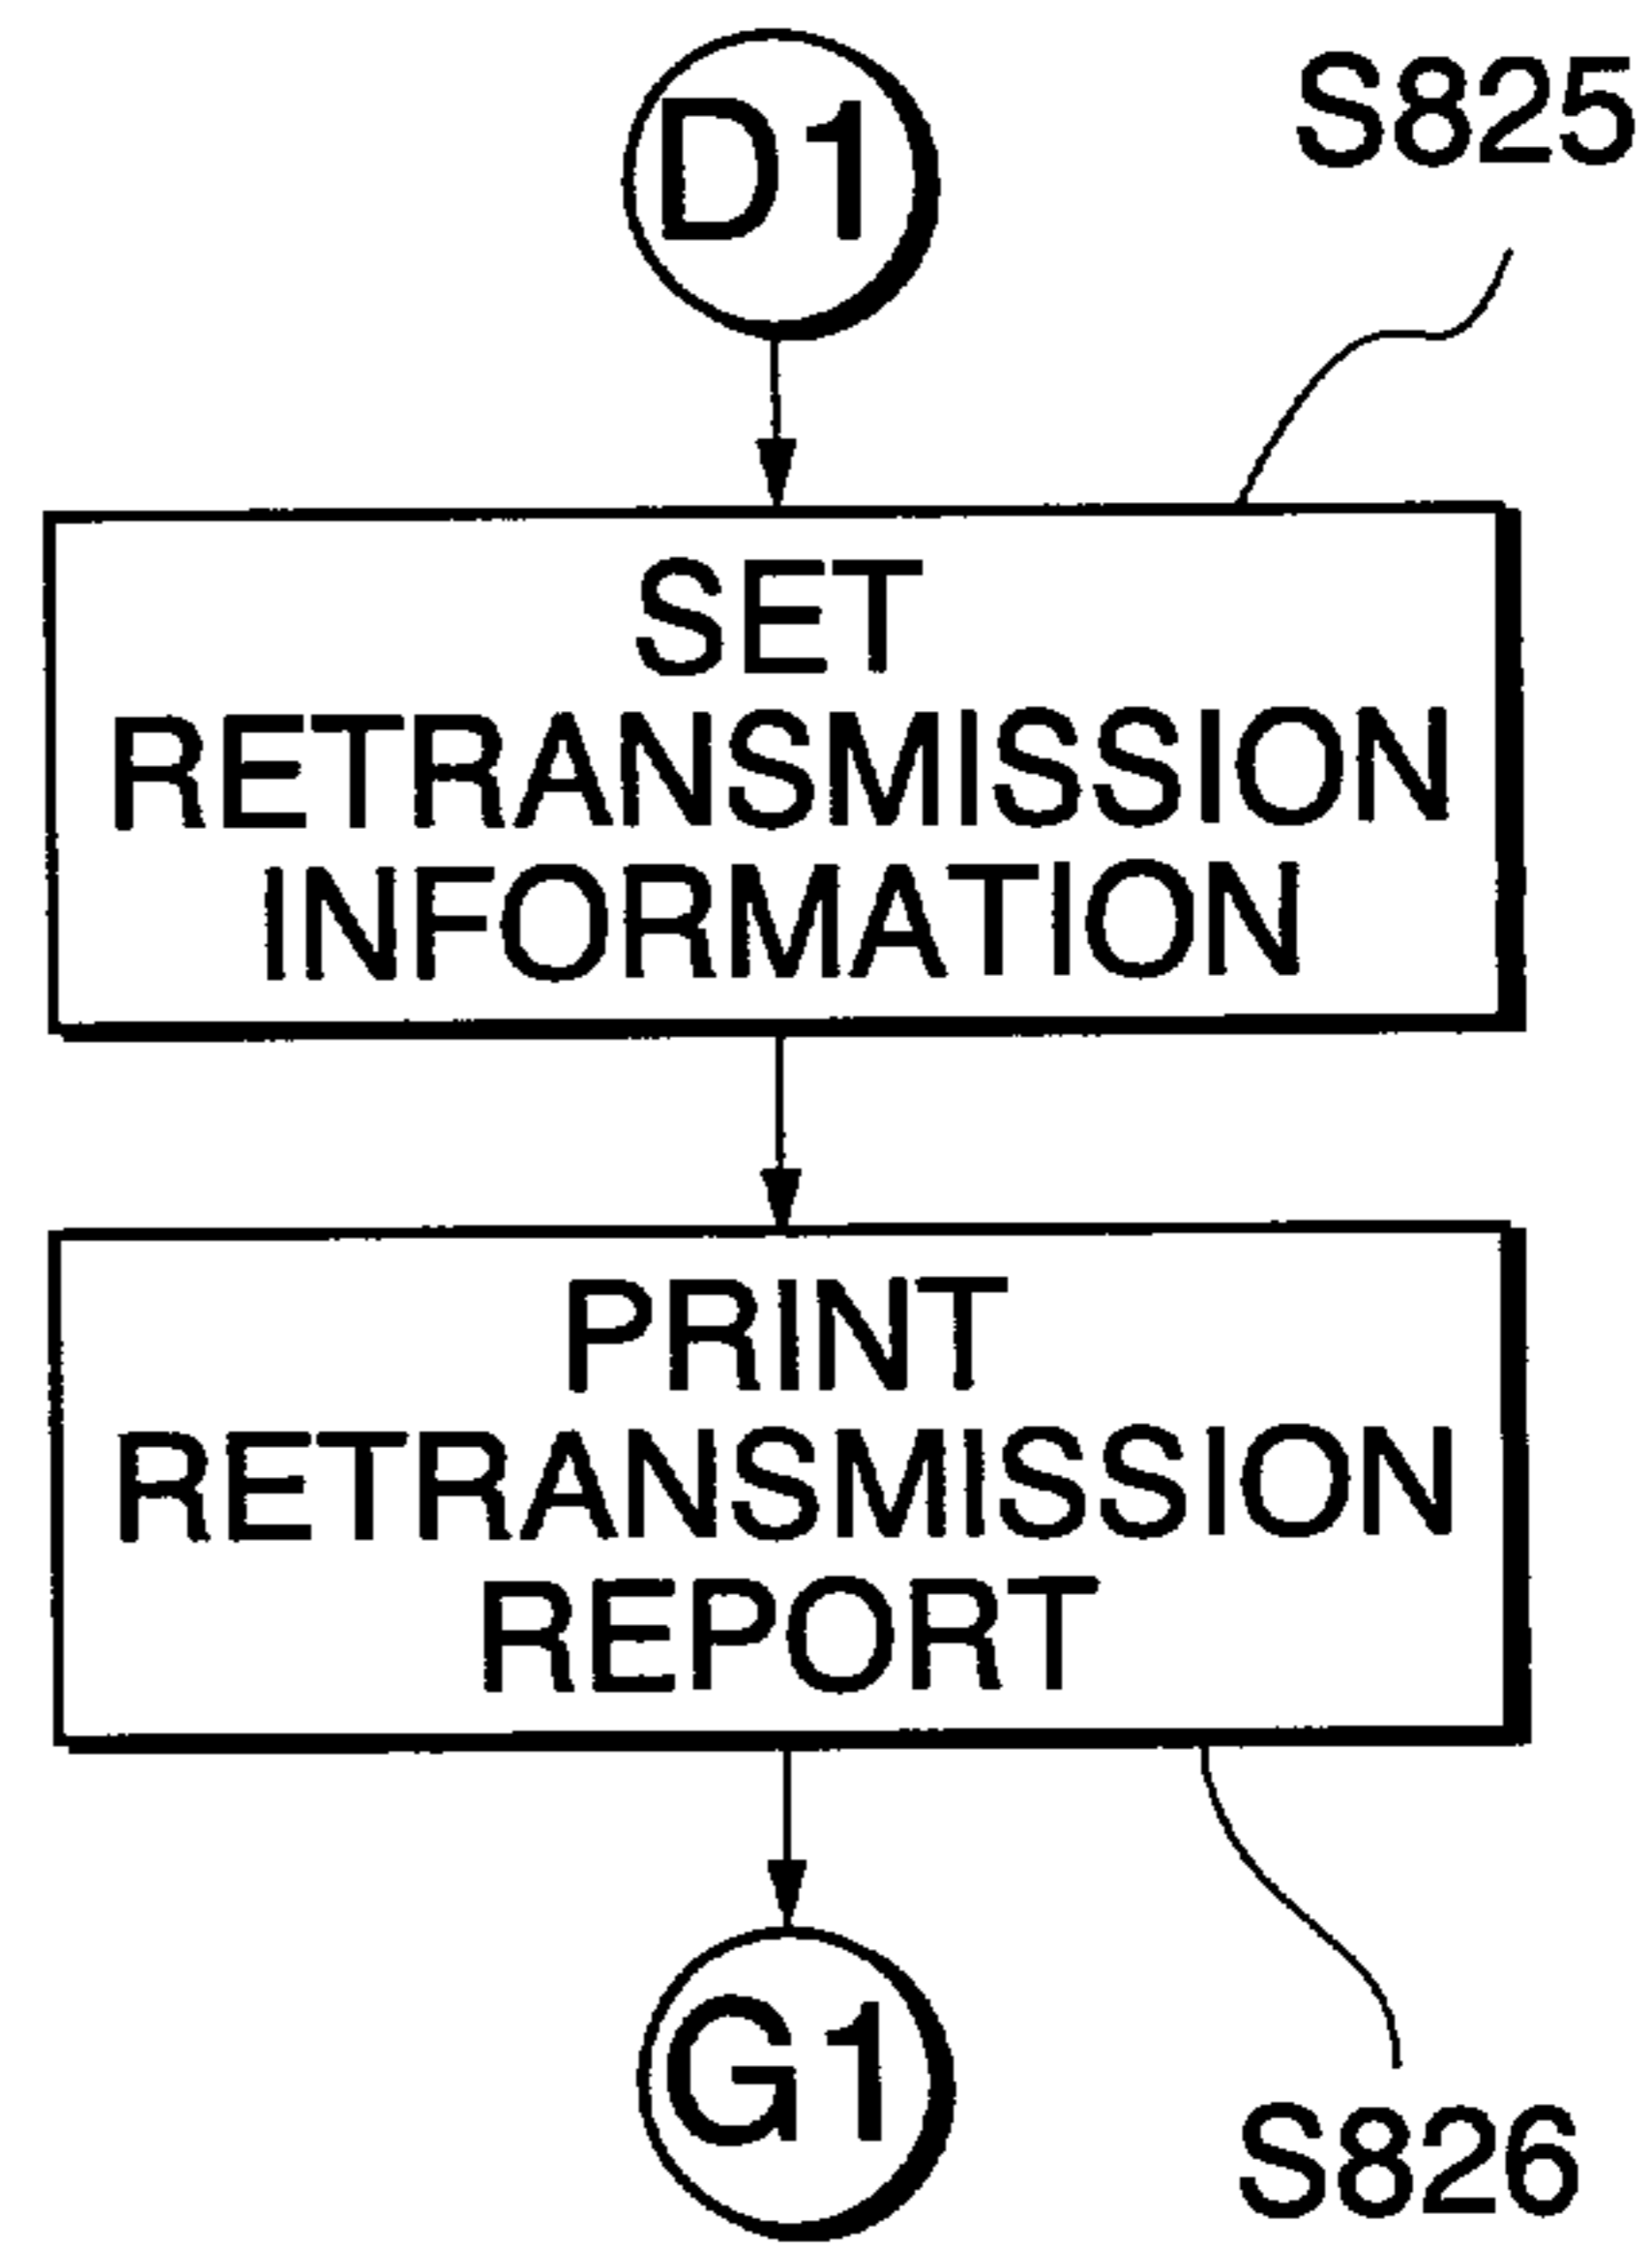 D1
S825
SET
RETRANSMISSION
INFORMATION
PRINT
RETRANSMISSION
REPORT
G1
S826